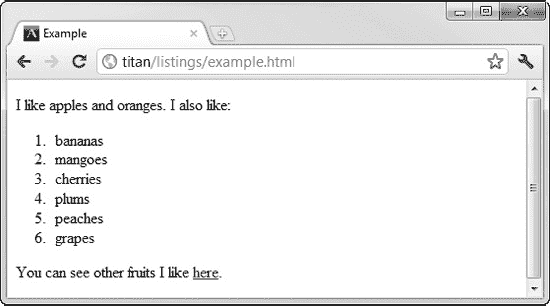 Example
titan/listings/example.html
I like apples and oranges. I also like:
1. bananas
2. mangoes
3. cherries
4. plums
5. peaches
6. grapes
You can see other fruits I like here.